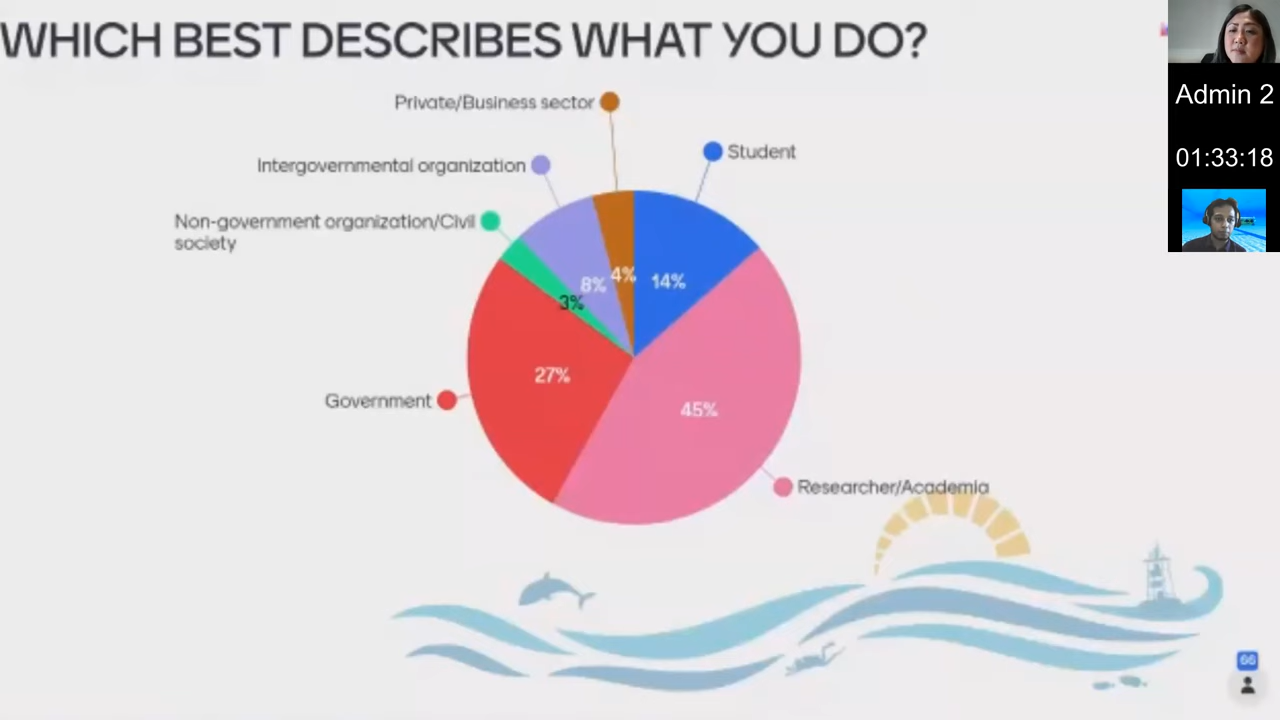 WHICH BEST DESCRIBES WHAT YOU DO?
Admin 2
01:33:18
Private/Business sector
Student
Intergovernmental organization
Non-government organization/Civil
society
4%
14%
8%
3%
27%
Government
45%
Researcher/Academia
66